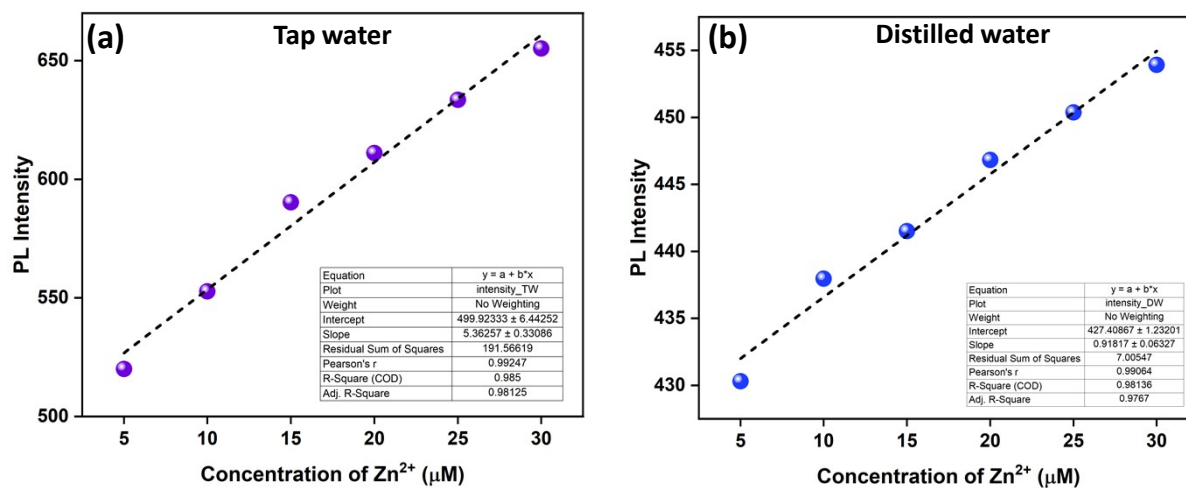 (a)
Tap water
PL Intensity
650
600
550
500
5 10 15 20 25 30
Concentration of Zn²⁺ (μM)
Equation y = a + b*x
Plot intensity_TW
Weight No Weighting
Intercept 499.92333 ± 6.44252
Slope 5.36257 ± 0.33086
Residual Sum of Squares 191.56619
Pearson's r 0.99247
R-Square (COD) 0.985
Adj. R-Square 0.98125
(b)
Distilled water
PL Intensity
455
450
445
440
435
430
5 10 15 20 25 30
Concentration of Zn²⁺ (μM)
Equation y = a + b*x
Plot intensity_DW
Weight No Weighting
Intercept 427.40867 ± 1.23201
Slope 0.91817 ± 0.06327
Residual Sum of Squares 7.00547
Pearson's r 0.99064
R-Square (COD) 0.98136
Adj. R-Square 0.9767